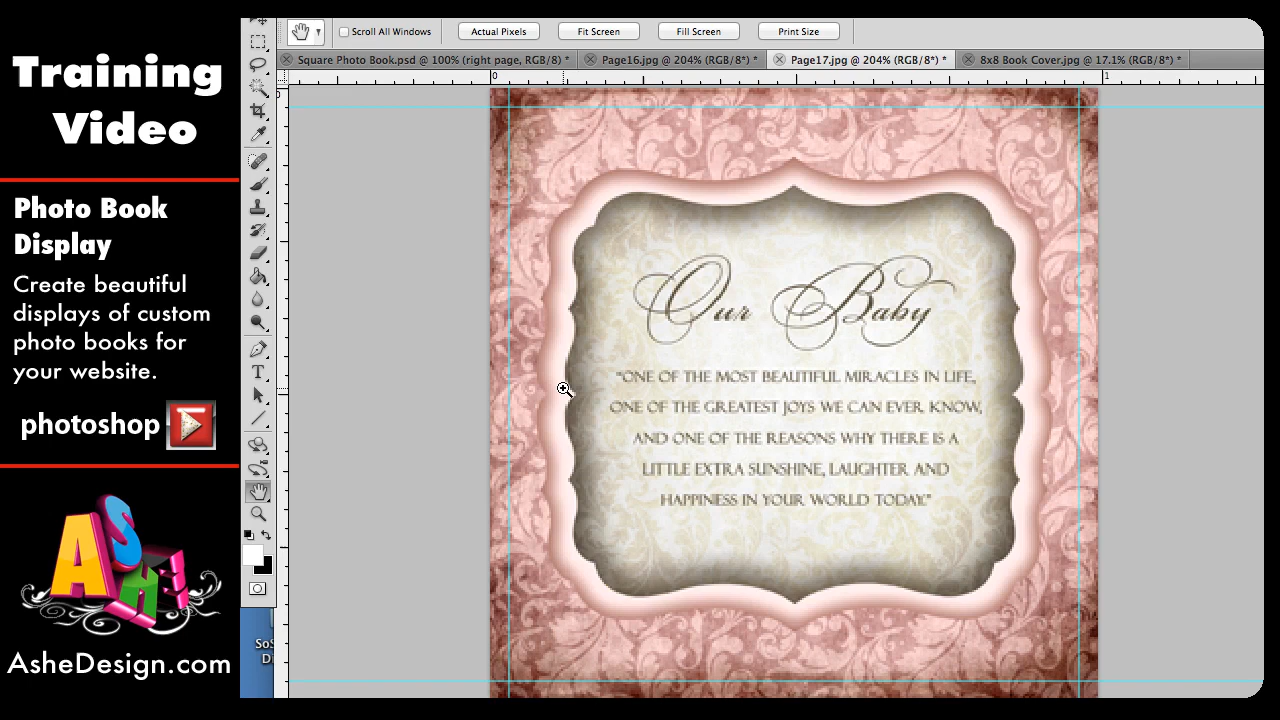 Training
Video
Photo Book
Display
Create beautiful
displays of custom
photo books for
your website.
photoshop
ASHE
AsheDesign.com
Scroll All Windows
Actual Pixels
Fit Screen
Fill Screen
Print Size
Square Photo Book.psd @ 100% (right page, RGB/8) *
Page16.jpg @ 204% (RGB/8) *
Page17.jpg @ 204% (RGB/8) *
8x8 Book Cover.jpg @ 17.1% (RGB/8) *
0
1
0
T
Our Baby
"ONE OF THE MOST BEAUTIFUL MIRACLES IN LIFE,
ONE OF THE GREATEST JOYS WE CAN EVER KNOW,
AND ONE OF THE REASONS WHY THERE IS A
LITTLE EXTRA SUNSHINE, LAUGHTER AND
HAPPINESS IN YOUR WORLD TODAY."